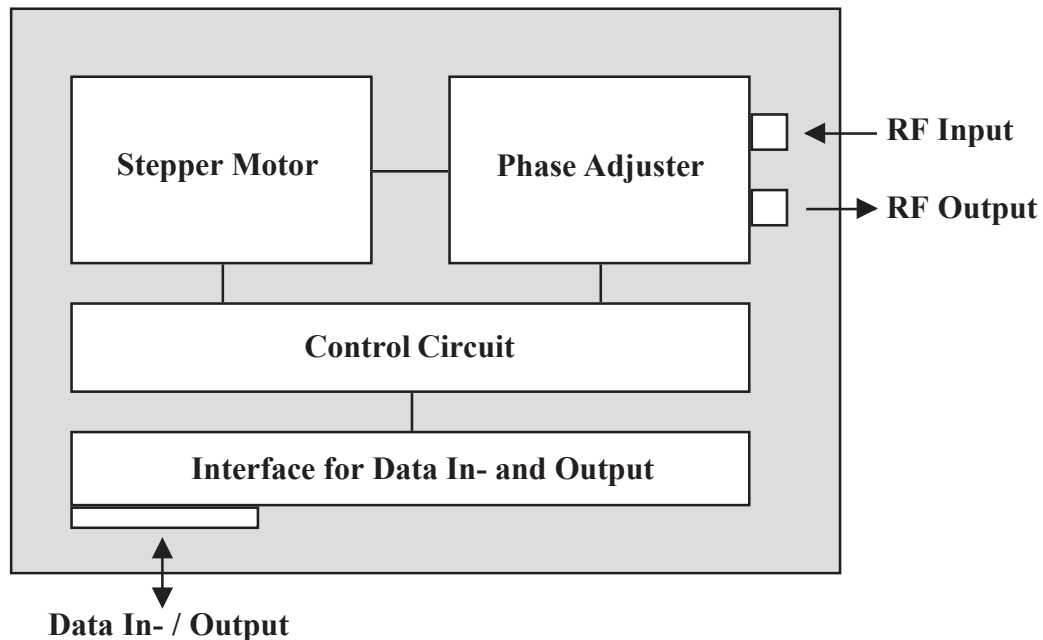 Stepper Motor
Phase Adjuster
RF Input
RF Output
Control Circuit
Interface for Data In- and Output
Data In- / Output